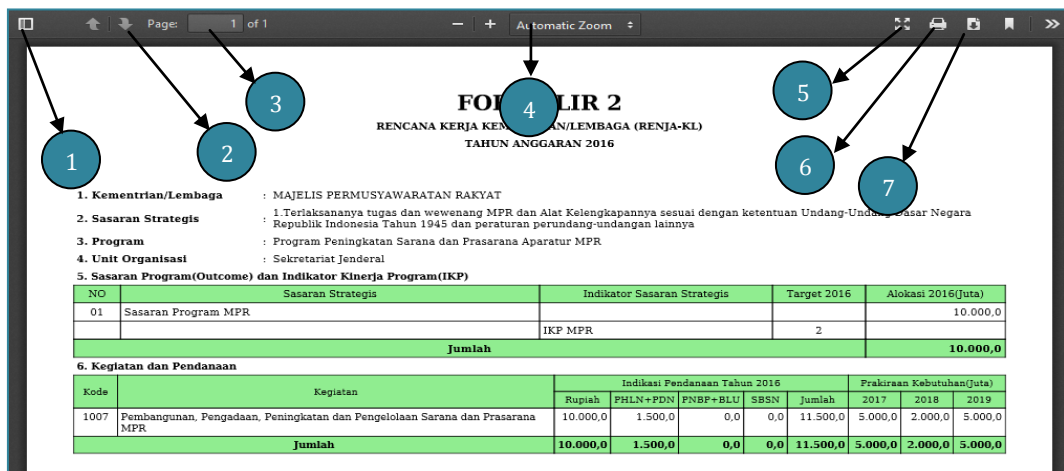 Page: 1 of 1 Automatic Zoom
1
2
3
4
5
6
7
LIR 2
RENCANA KERJA AN/LEMBAGA (RENJA-KL)
TAHUN ANGGARAN 2016
1. Kementrian/Lembaga : MAJELIS PERMUSYAWARATAN RAKYAT
2. Sasaran Strategis : 1.Terlaksananya tugas dan wewenang MPR dan Alat Kelengkapannya sesuai dengan ketentuan Undang-Undang Dasar Negara
Republik Indonesia Tahun 1945 dan peraturan perundang-undangan lainnya
3. Program : Program Peningkatan Sarana dan Prasarana Aparatur MPR
4. Unit Organisasi : Sekretariat Jenderal
5. Sasaran Program(Outcome) dan Indikator Kinerja Program(IKP)
NO Sasaran Strategis Indikator Sasaran Strategis Target 2016 Alokasi 2016(Juta)
01 Sasaran Program MPR 10.000,0
IKP MPR 2
Jumlah 10.000,0
6. Kegiatan dan Pendanaan
Kode Kegiatan Indikasi Pendanaan Tahun 2016 Prakiraan Kebutuhan(Juta)
Rupiah PHLN+PDN PNBP+BLU SBSN Jumlah 2017 2018 2019
1007 Pembangunan, Pengadaan, Peningkatan dan Pengelolaan Sarana dan Prasarana 10.000,0 1.500,0 0,0 0,0 11.500,0 5.000,0 2.000,0 5.000,0
MPR
Jumlah 10.000,0 1.500,0 0,0 0,0 11.500,0 5.000,0 2.000,0 5.000,0